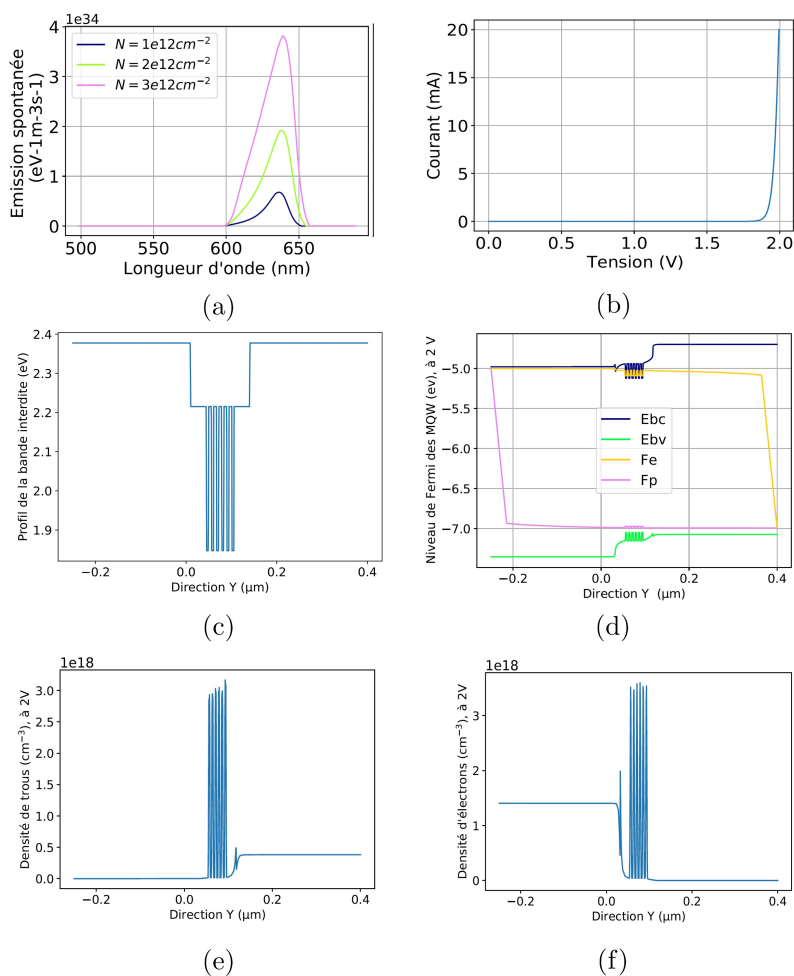 1e34
4
3
2
1
0
500
550
600
650
Emission spontanée
(eV-1m-3s-1)
Longueur d'onde (nm)
N = 1e12cm⁻²
N = 2e12cm⁻²
N = 3e12cm⁻²
(a)
20
15
10
5
0
0.0
0.5
1.0
1.5
2.0
Courant (mA)
Tension (V)
(b)
2.4
2.3
2.2
2.1
2.0
1.9
−0.2
0.0
0.2
0.4
Profil de la bande interdite (eV)
Direction Y (µm)
(c)
−5.0
−5.5
−6.0
−6.5
−7.0
−0.2
0.0
0.2
0.4
Niveau de Fermi des MQW (ev), à 2 V
Direction Y (µm)
Ebc
Ebv
Fe
Fp
(d)
1e18
3.0
2.5
2.0
1.5
1.0
0.5
0.0
−0.2
0.0
0.2
0.4
Densité de trous (cm⁻³), à 2V
Direction Y (µm)
(e)
1e18
3
2
1
0
−0.2
0.0
0.2
0.4
Densité d'électrons (cm⁻³), à 2V
Direction Y (µm)
(f)